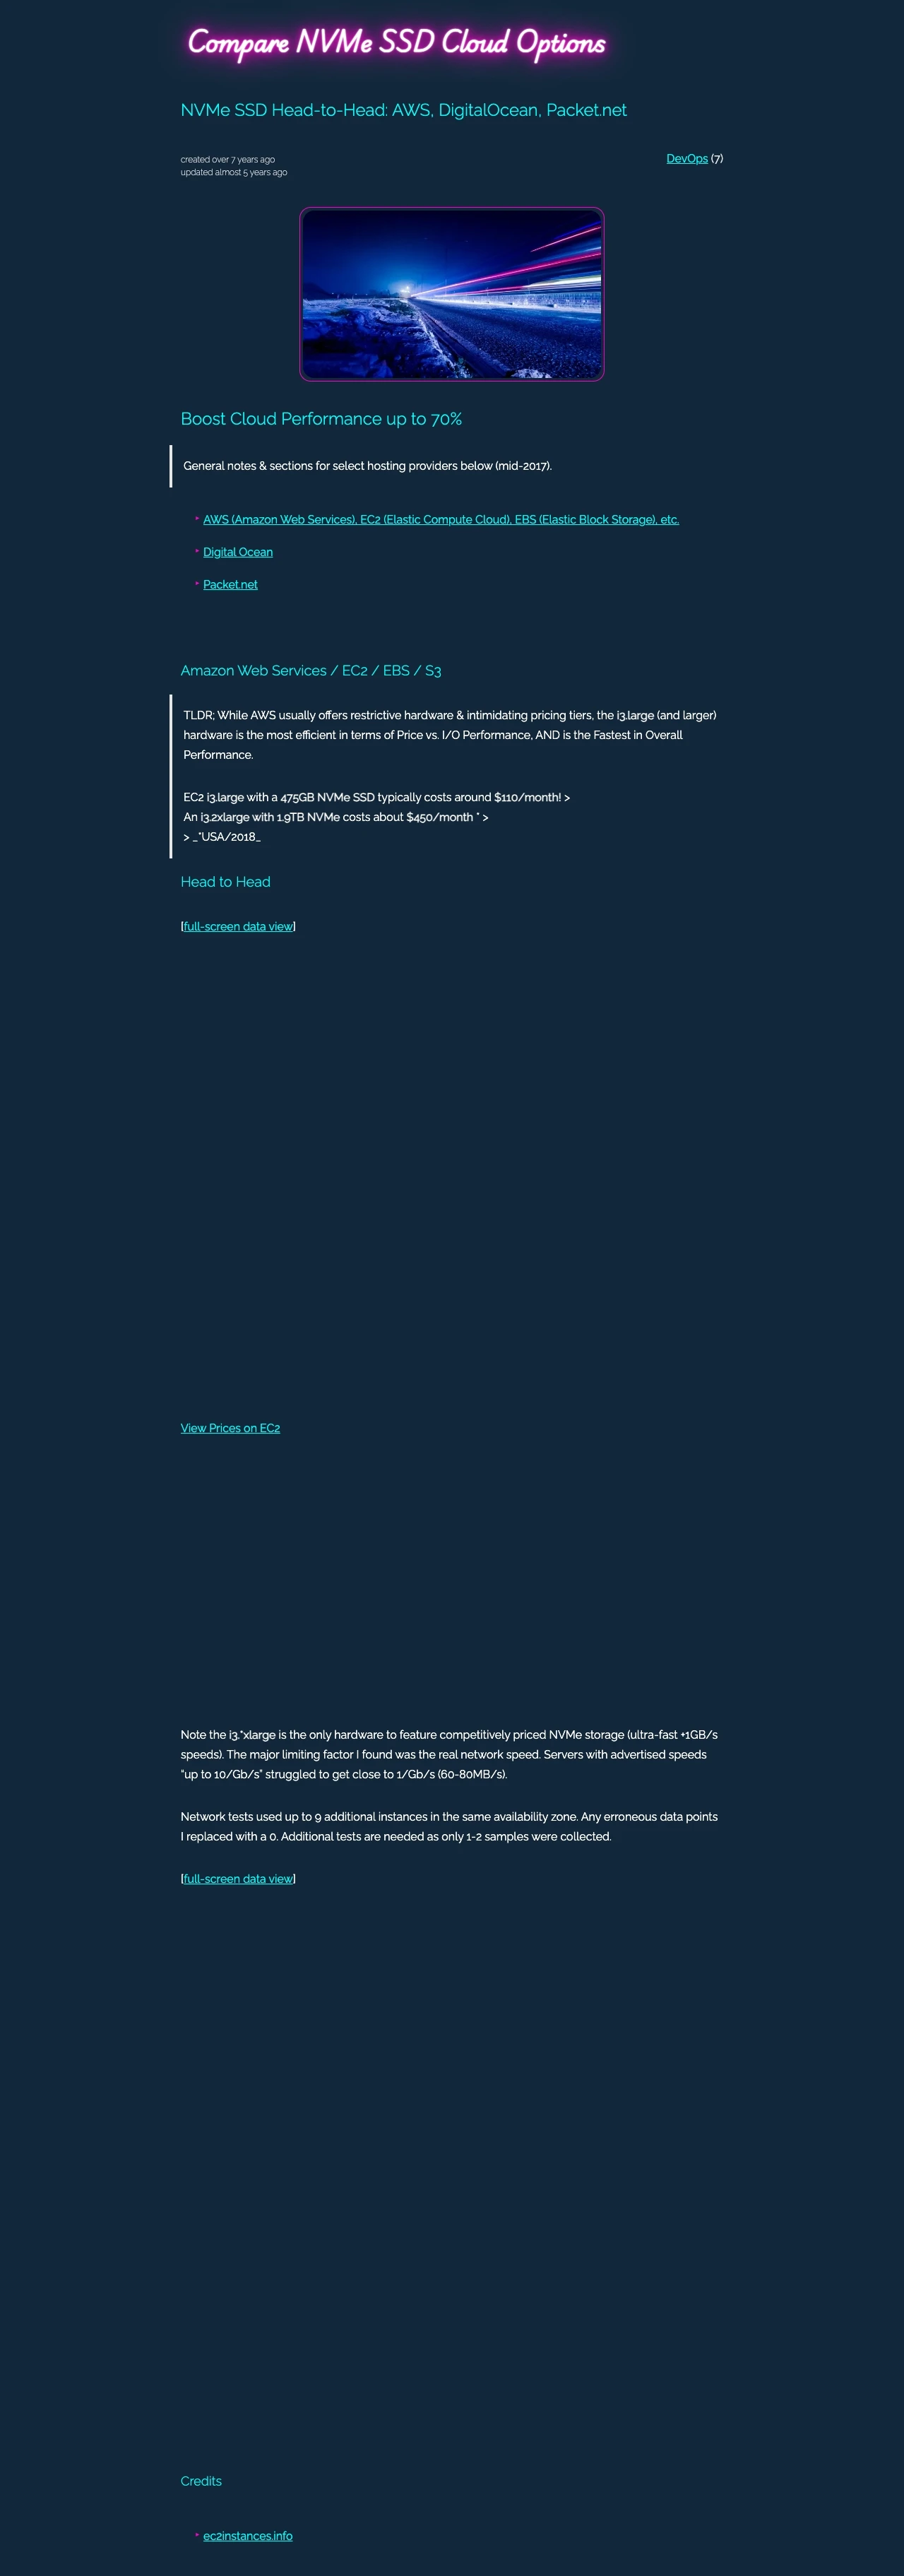 Compare NVMe SSD Cloud Options
NVMe SSD Head-to-Head: AWS, DigitalOcean, Packet.net
created over 7 years ago
updated almost 5 years ago
DevOps (7)
Boost Cloud Performance up to 70%
General notes & sections for select hosting providers below (mid-2017).
* AWS (Amazon Web Services), EC2 (Elastic Compute Cloud), EBS (Elastic Block Storage), etc.
* Digital Ocean
* Packet.net
Amazon Web Services / EC2 / EBS / S3
TLDR; While AWS usually offers restrictive hardware & intimidating pricing tiers, the i3.large (and larger)
hardware is the most efficient in terms of Price vs. I/O Performance, AND is the Fastest in Overall
Performance.
EC2 i3.large with a 475GB NVMe SSD typically costs around $110/month! >
An i3.2xlarge with 1.9TB NVMe costs about $450/month * >
> _*USA/2018_
Head to Head
[full-screen data view]
View Prices on EC2
Note the i3.*xlarge is the only hardware to feature competitively priced NVMe storage (ultra-fast +1GB/s
speeds). The major limiting factor I found was the real network speed. Servers with advertised speeds
"up to 10/Gb/s" struggled to get close to 1/Gb/s (60-80MB/s).
Network tests used up to 9 additional instances in the same availability zone. Any erroneous data points
I replaced with a 0. Additional tests are needed as only 1-2 samples were collected.
[full-screen data view]
Credits
* ec2instances.info